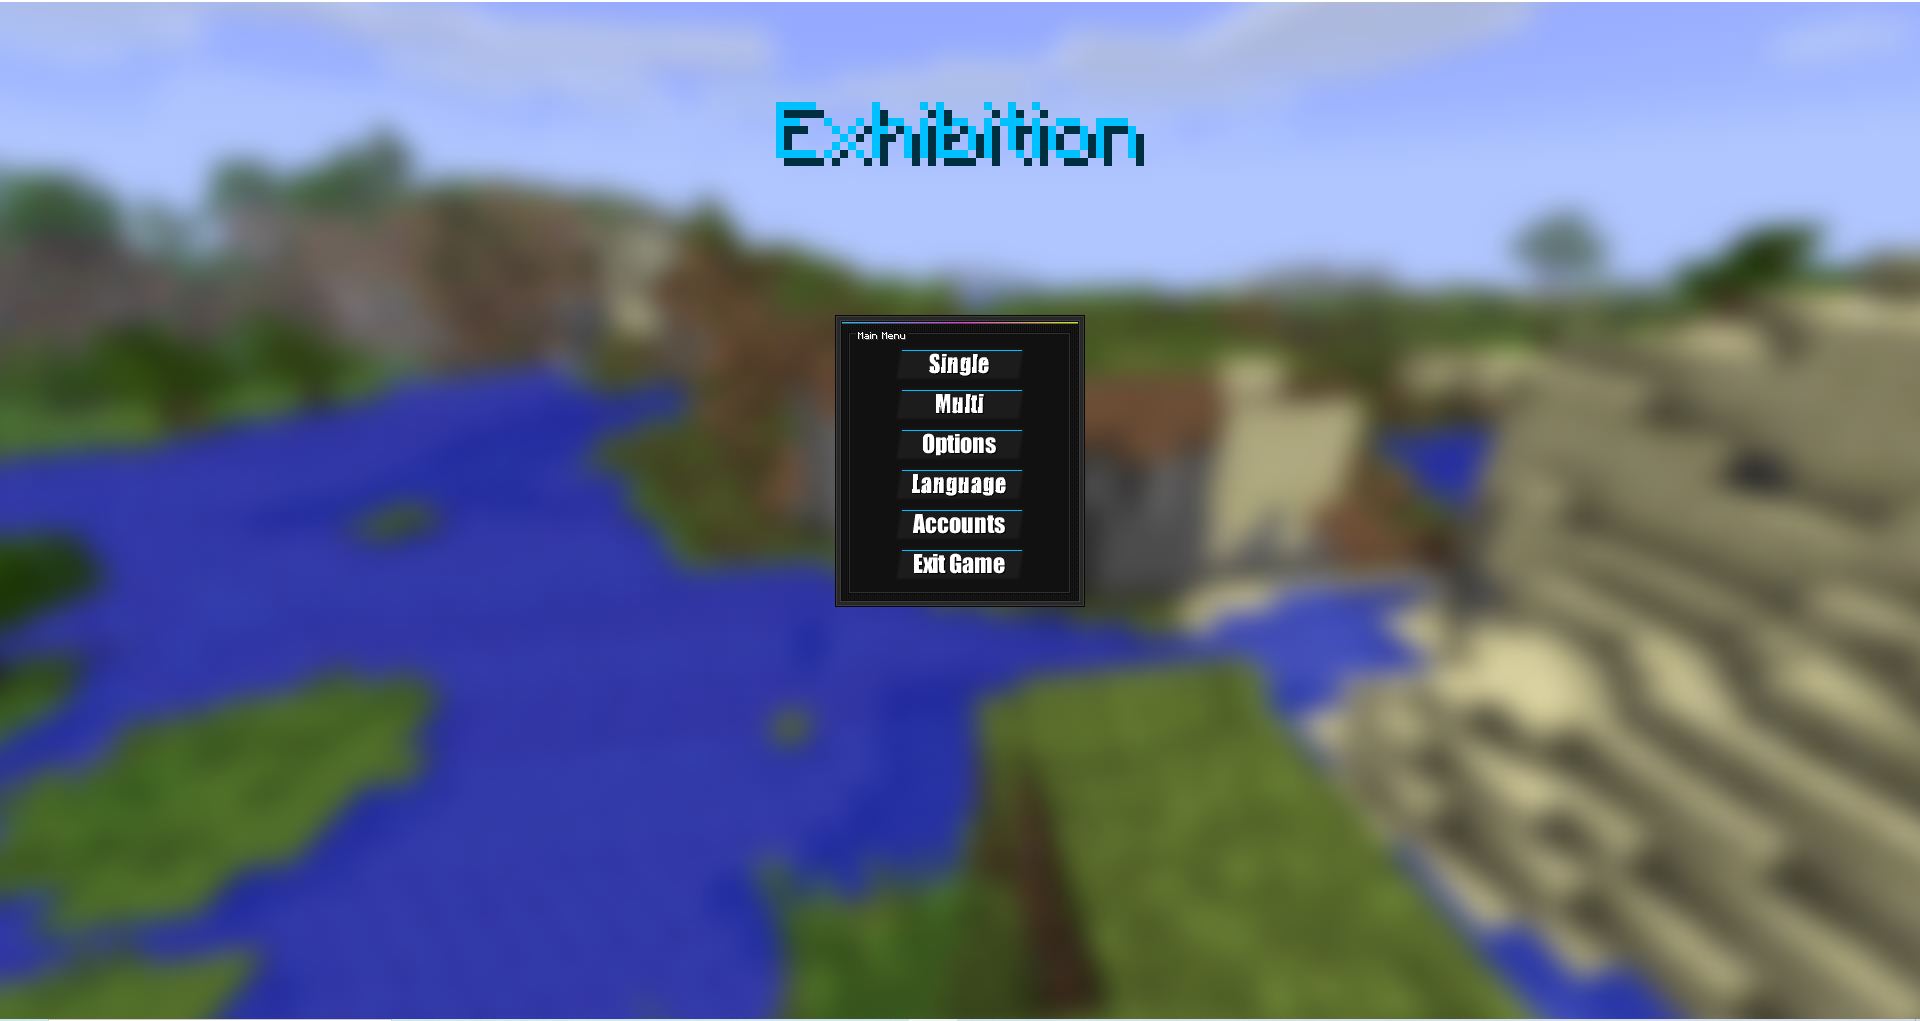 Exhibition
Main Menu
Single
Multi
Options
Language
Accounts
Exit Game